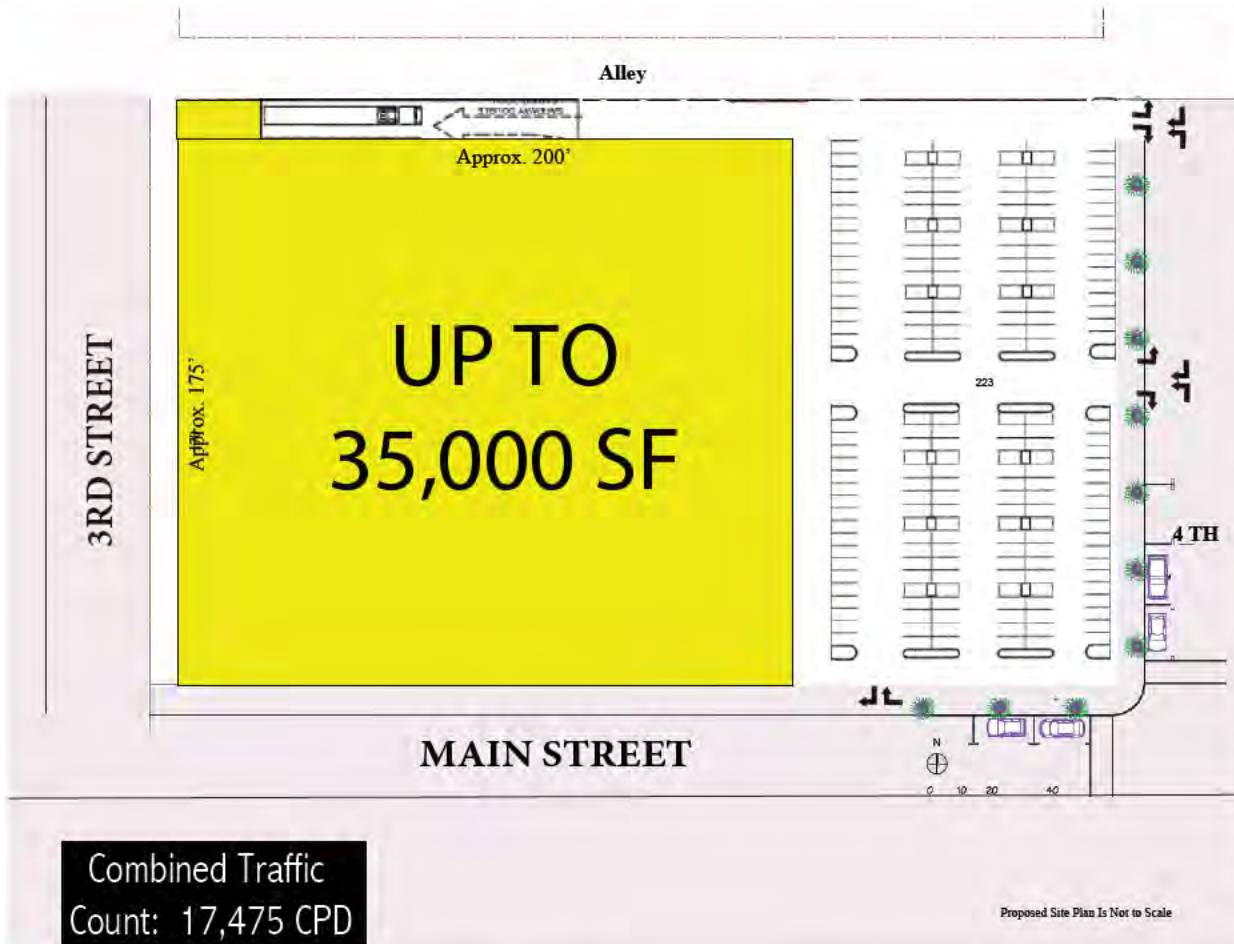 Alley
Approx. 200'
UP TO
35,000 SF
Approx. 175'
3RD STREET
223
4 TH
MAIN STREET
N
0 10 20 40
Combined Traffic
Count: 17,475 CPD
Proposed Site Plan Is Not to Scale